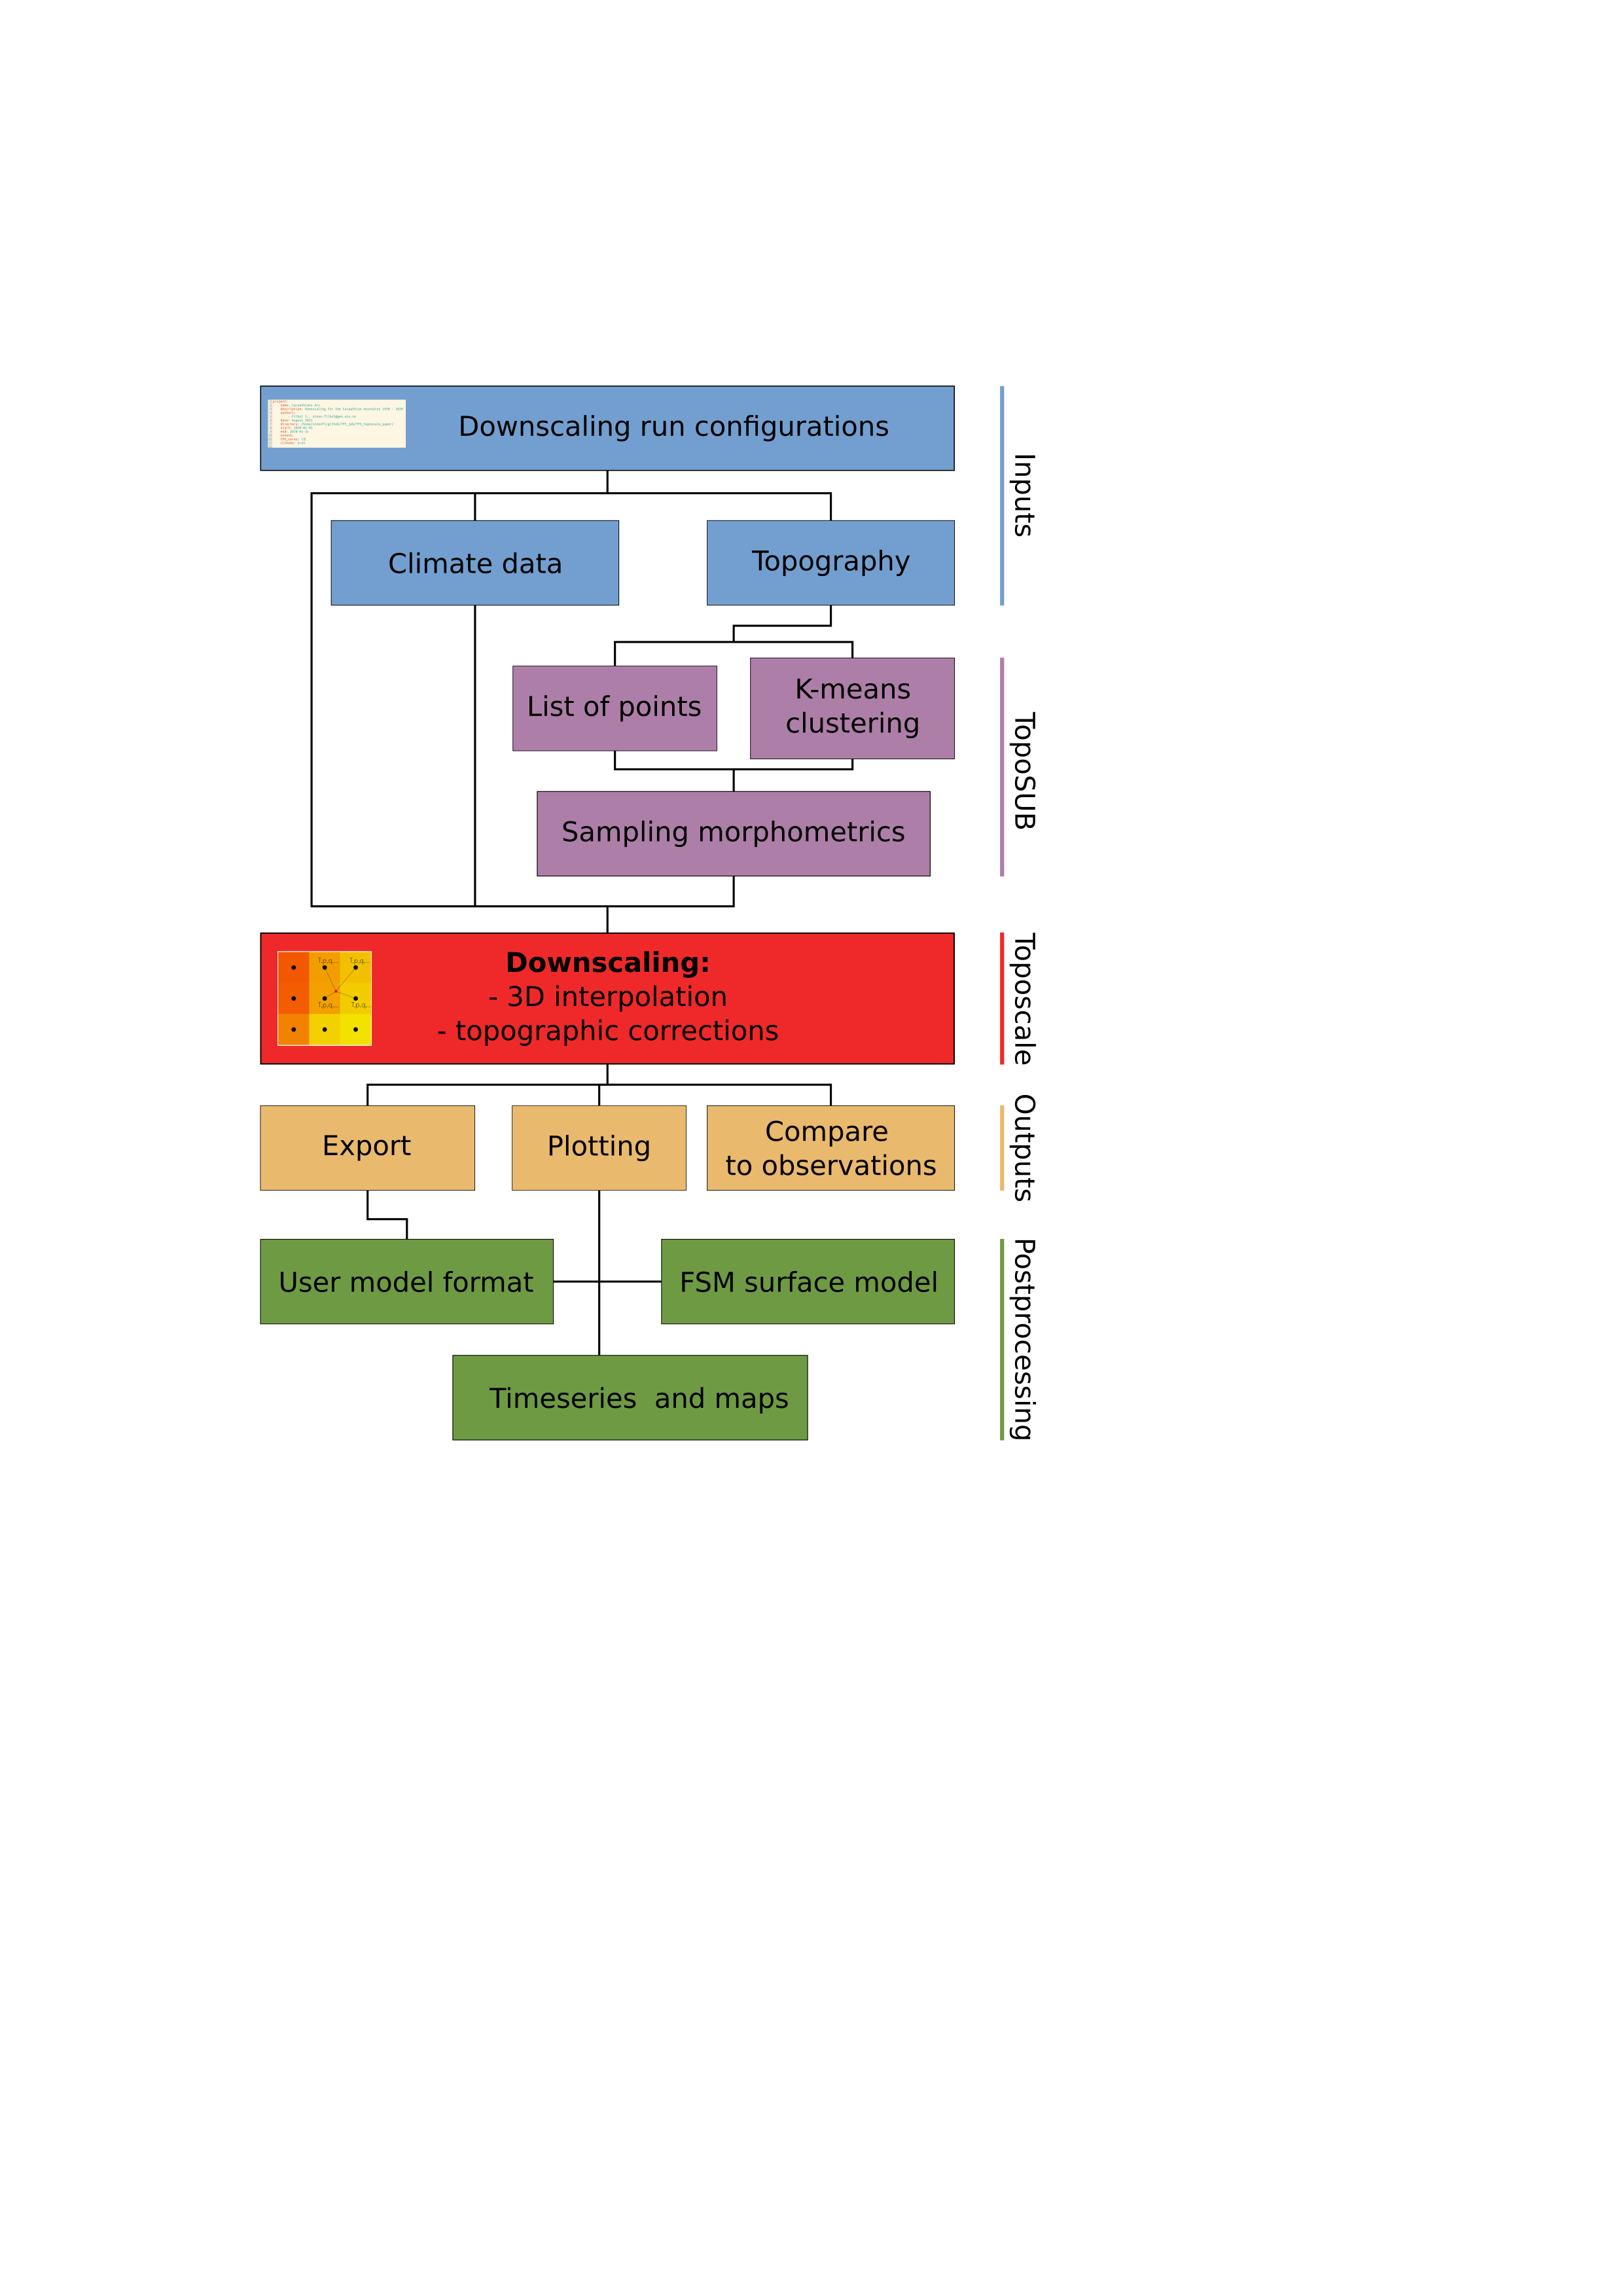 Downscaling run configurations
Inputs
Climate data
Topography
List of points
K-means
clustering
TopoSUB
Sampling morphometrics
Downscaling:
- 3D interpolation
- topographic corrections
T,p,q,...
T,p,q,...
T,p,q,...
T,p,q,...
Toposcale
Export
Plotting
Compare
to observations
Outputs
User model format
FSM surface model
Timeseries and maps
Postprocessing